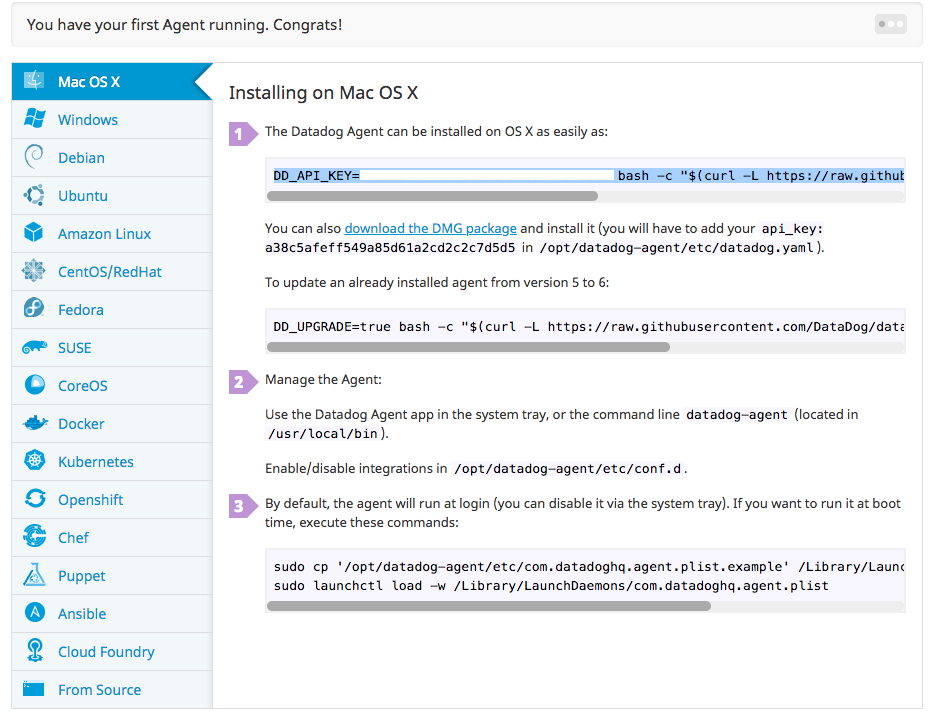 You have your first Agent running. Congrats!
Mac OS X
Windows
Debian
Ubuntu
Amazon Linux
CentOS/RedHat
Fedora
SUSE
CoreOS
Docker
Kubernetes
Openshift
Chef
Puppet
Ansible
Cloud Foundry
From Source
Installing on Mac OS X
1 The Datadog Agent can be installed on OS X as easily as:
DD_API_KEY= bash –c "$(curl –L https://raw.github
You can also download the DMG package and install it (you will have to add your api_key:
a38c5afeff549a85d61a2cd2c2c7d5d5 in /opt/datadog–agent/etc/datadog.yaml).
To update an already installed agent from version 5 to 6:
DD_UPGRADE=true bash –c "$(curl –L https://raw.githubusercontent.com/DataDog/data
2 Manage the Agent:
Use the Datadog Agent app in the system tray, or the command line datadog–agent (located in
/usr/local/bin).
Enable/disable integrations in /opt/datadog–agent/etc/conf.d.
3 By default, the agent will run at login (you can disable it via the system tray). If you want to run it at boot
time, execute these commands:
sudo cp '/opt/datadog–agent/etc/com.datadoghq.agent.plist.example' /Library/Launc
sudo launchctl load –w /Library/LaunchDaemons/com.datadoghq.agent.plist